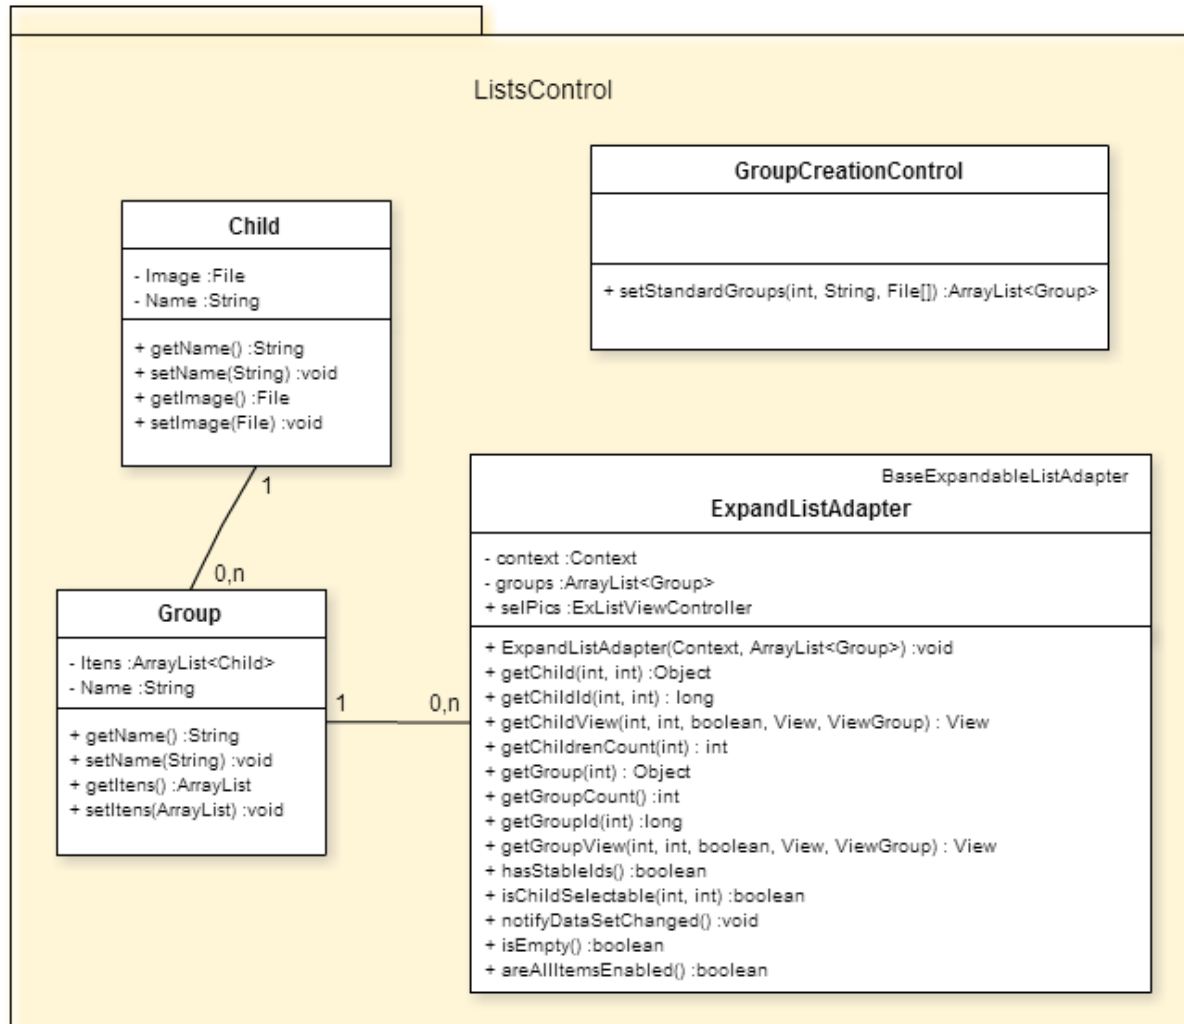 ListsControl
GroupCreationControl
+ setStandardGroups(int, String, File[]) :ArrayList<Group>
Child
- Image :File
- Name :String
+ getName() :String
+ setName(String) :void
+ getImage() :File
+ setImage(File) :void
1
0,n
Group
- Itens :ArrayList<Child>
- Name :String
+ getName() :String
+ setName(String) :void
+ getItens() :ArrayList
+ setItens(ArrayList) :void
1
0,n
BaseExpandableListAdapter
ExpandListAdapter
- context :Context
- groups :ArrayList<Group>
+ selPics :ExListViewController
+ ExpandListAdapter(Context, ArrayList<Group>) :void
+ getChild(int, int) :Object
+ getChildId(int, int) : long
+ getChildView(int, int, boolean, View, ViewGroup) : View
+ getChildrenCount(int) : int
+ getGroup(int) : Object
+ getGroupCount() :int
+ getGroupId(int) :long
+ getGroupView(int, int, boolean, View, ViewGroup) : View
+ hasStableIds() :boolean
+ isChildSelectable(int, int) :boolean
+ notifyDataSetChanged() :void
+ isEmpty() :boolean
+ areAllItemsEnabled() :boolean